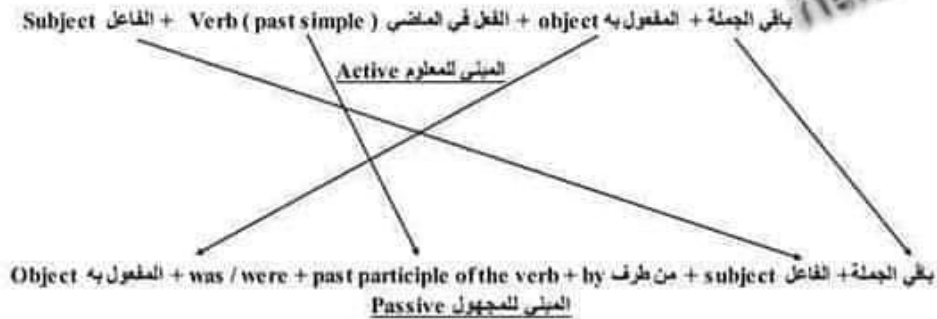 Subject الفاعل + Verb ( past simple ) الفعل في الماضي + object المفعول به + باقي الجملة
Active المبني للمعلوم
Object المفعول به + was / were + past participle of the verb + by من طرف + subject الفاعل + باقي الجملة
Passive المبني للمجهول